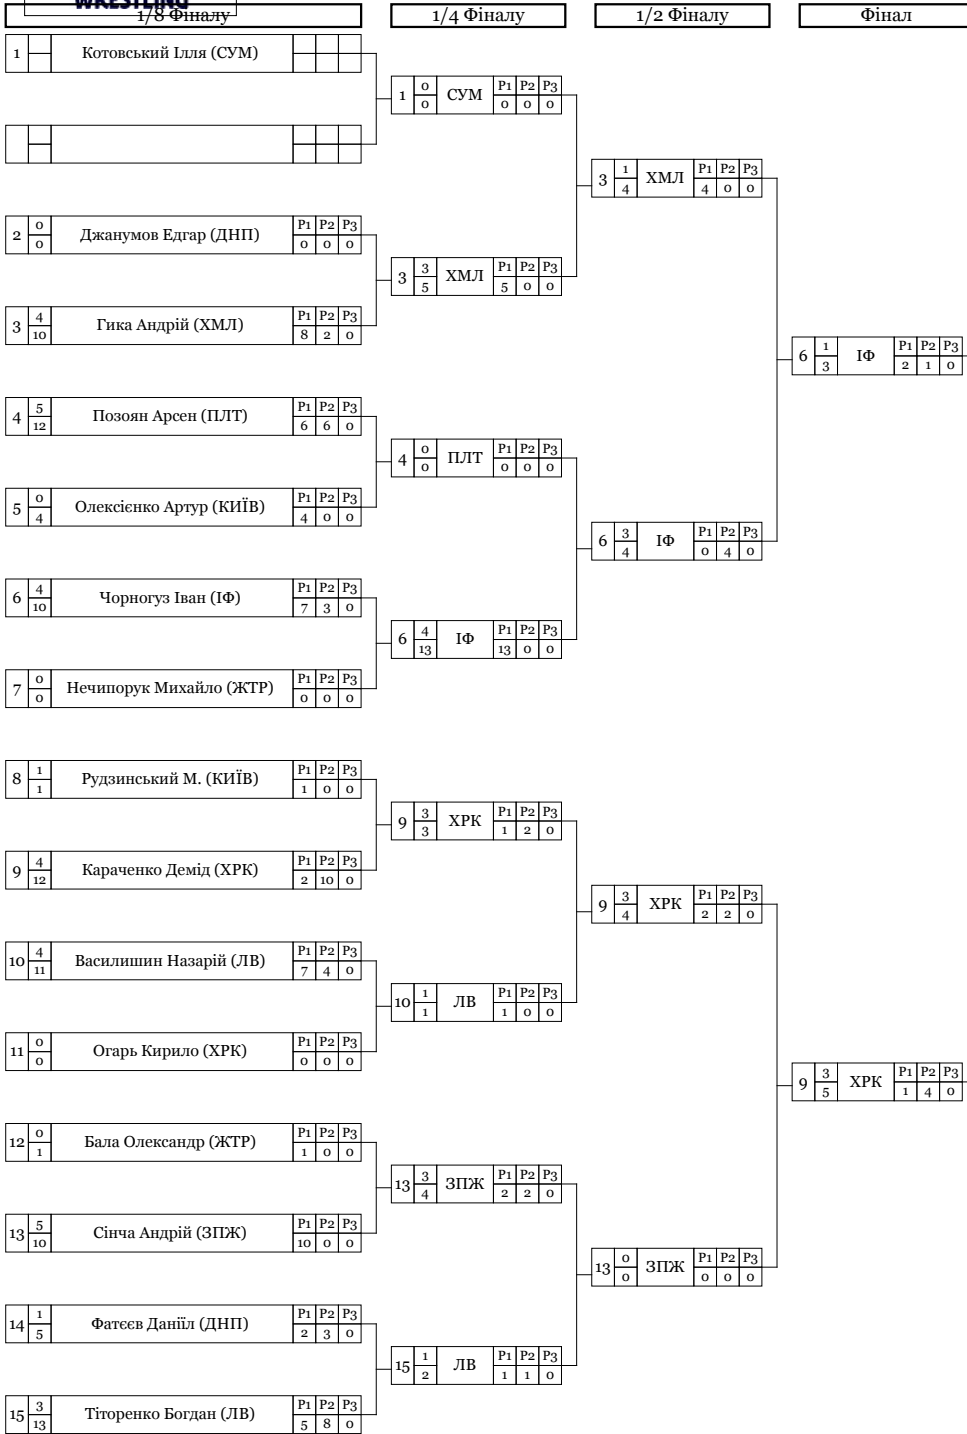 WRESTLING
1/8 Фіналу 1/4 Фіналу 1/2 Фіналу Фінал
1 Котовський Ілля (СУМ)
1 0 0 СУМ P1 P2 P3 0 0 0
3 1 4 ХМЛ P1 P2 P3 4 0 0
2 0 0 Джанумов Едгар (ДНП) P1 P2 P3 0 0 0
3 3 5 ХМЛ P1 P2 P3 5 0 0
3 4 10 Гика Андрій (ХМЛ) P1 P2 P3 8 2 0
6 1 3 ІФ P1 P2 P3 2 1 0
4 5 12 Позоян Арсен (ПЛТ) P1 P2 P3 6 6 0
4 0 0 ПЛТ P1 P2 P3 0 0 0
5 0 4 Олексієнко Артур (КИЇВ) P1 P2 P3 4 0 0
6 3 4 ІФ P1 P2 P3 0 4 0
6 4 10 Чорногуз Іван (ІФ) P1 P2 P3 7 3 0
6 4 13 ІФ P1 P2 P3 13 0 0
7 0 0 Нечипорук Михайло (ЖТР) P1 P2 P3 0 0 0
8 1 1 Рудзинський М. (КИЇВ) P1 P2 P3 1 0 0
9 3 3 ХРК P1 P2 P3 1 2 0
9 4 12 Караченко Демід (ХРК) P1 P2 P3 2 10 0
9 3 4 ХРК P1 P2 P3 2 2 0
10 4 11 Василишин Назарій (ЛВ) P1 P2 P3 7 4 0
10 1 1 ЛВ P1 P2 P3 1 0 0
11 0 0 Огарь Кирило (ХРК) P1 P2 P3 0 0 0
9 3 5 ХРК P1 P2 P3 1 4 0
12 0 1 Бала Олександр (ЖТР) P1 P2 P3 1 0 0
13 3 4 ЗПЖ P1 P2 P3 2 2 0
13 5 10 Сінча Андрій (ЗПЖ) P1 P2 P3 10 0 0
13 0 0 ЗПЖ P1 P2 P3 0 0 0
14 1 5 Фатєєв Даніїл (ДНП) P1 P2 P3 2 3 0
15 1 2 ЛВ P1 P2 P3 1 1 0
15 3 13 Тіторенко Богдан (ЛВ) P1 P2 P3 5 8 0